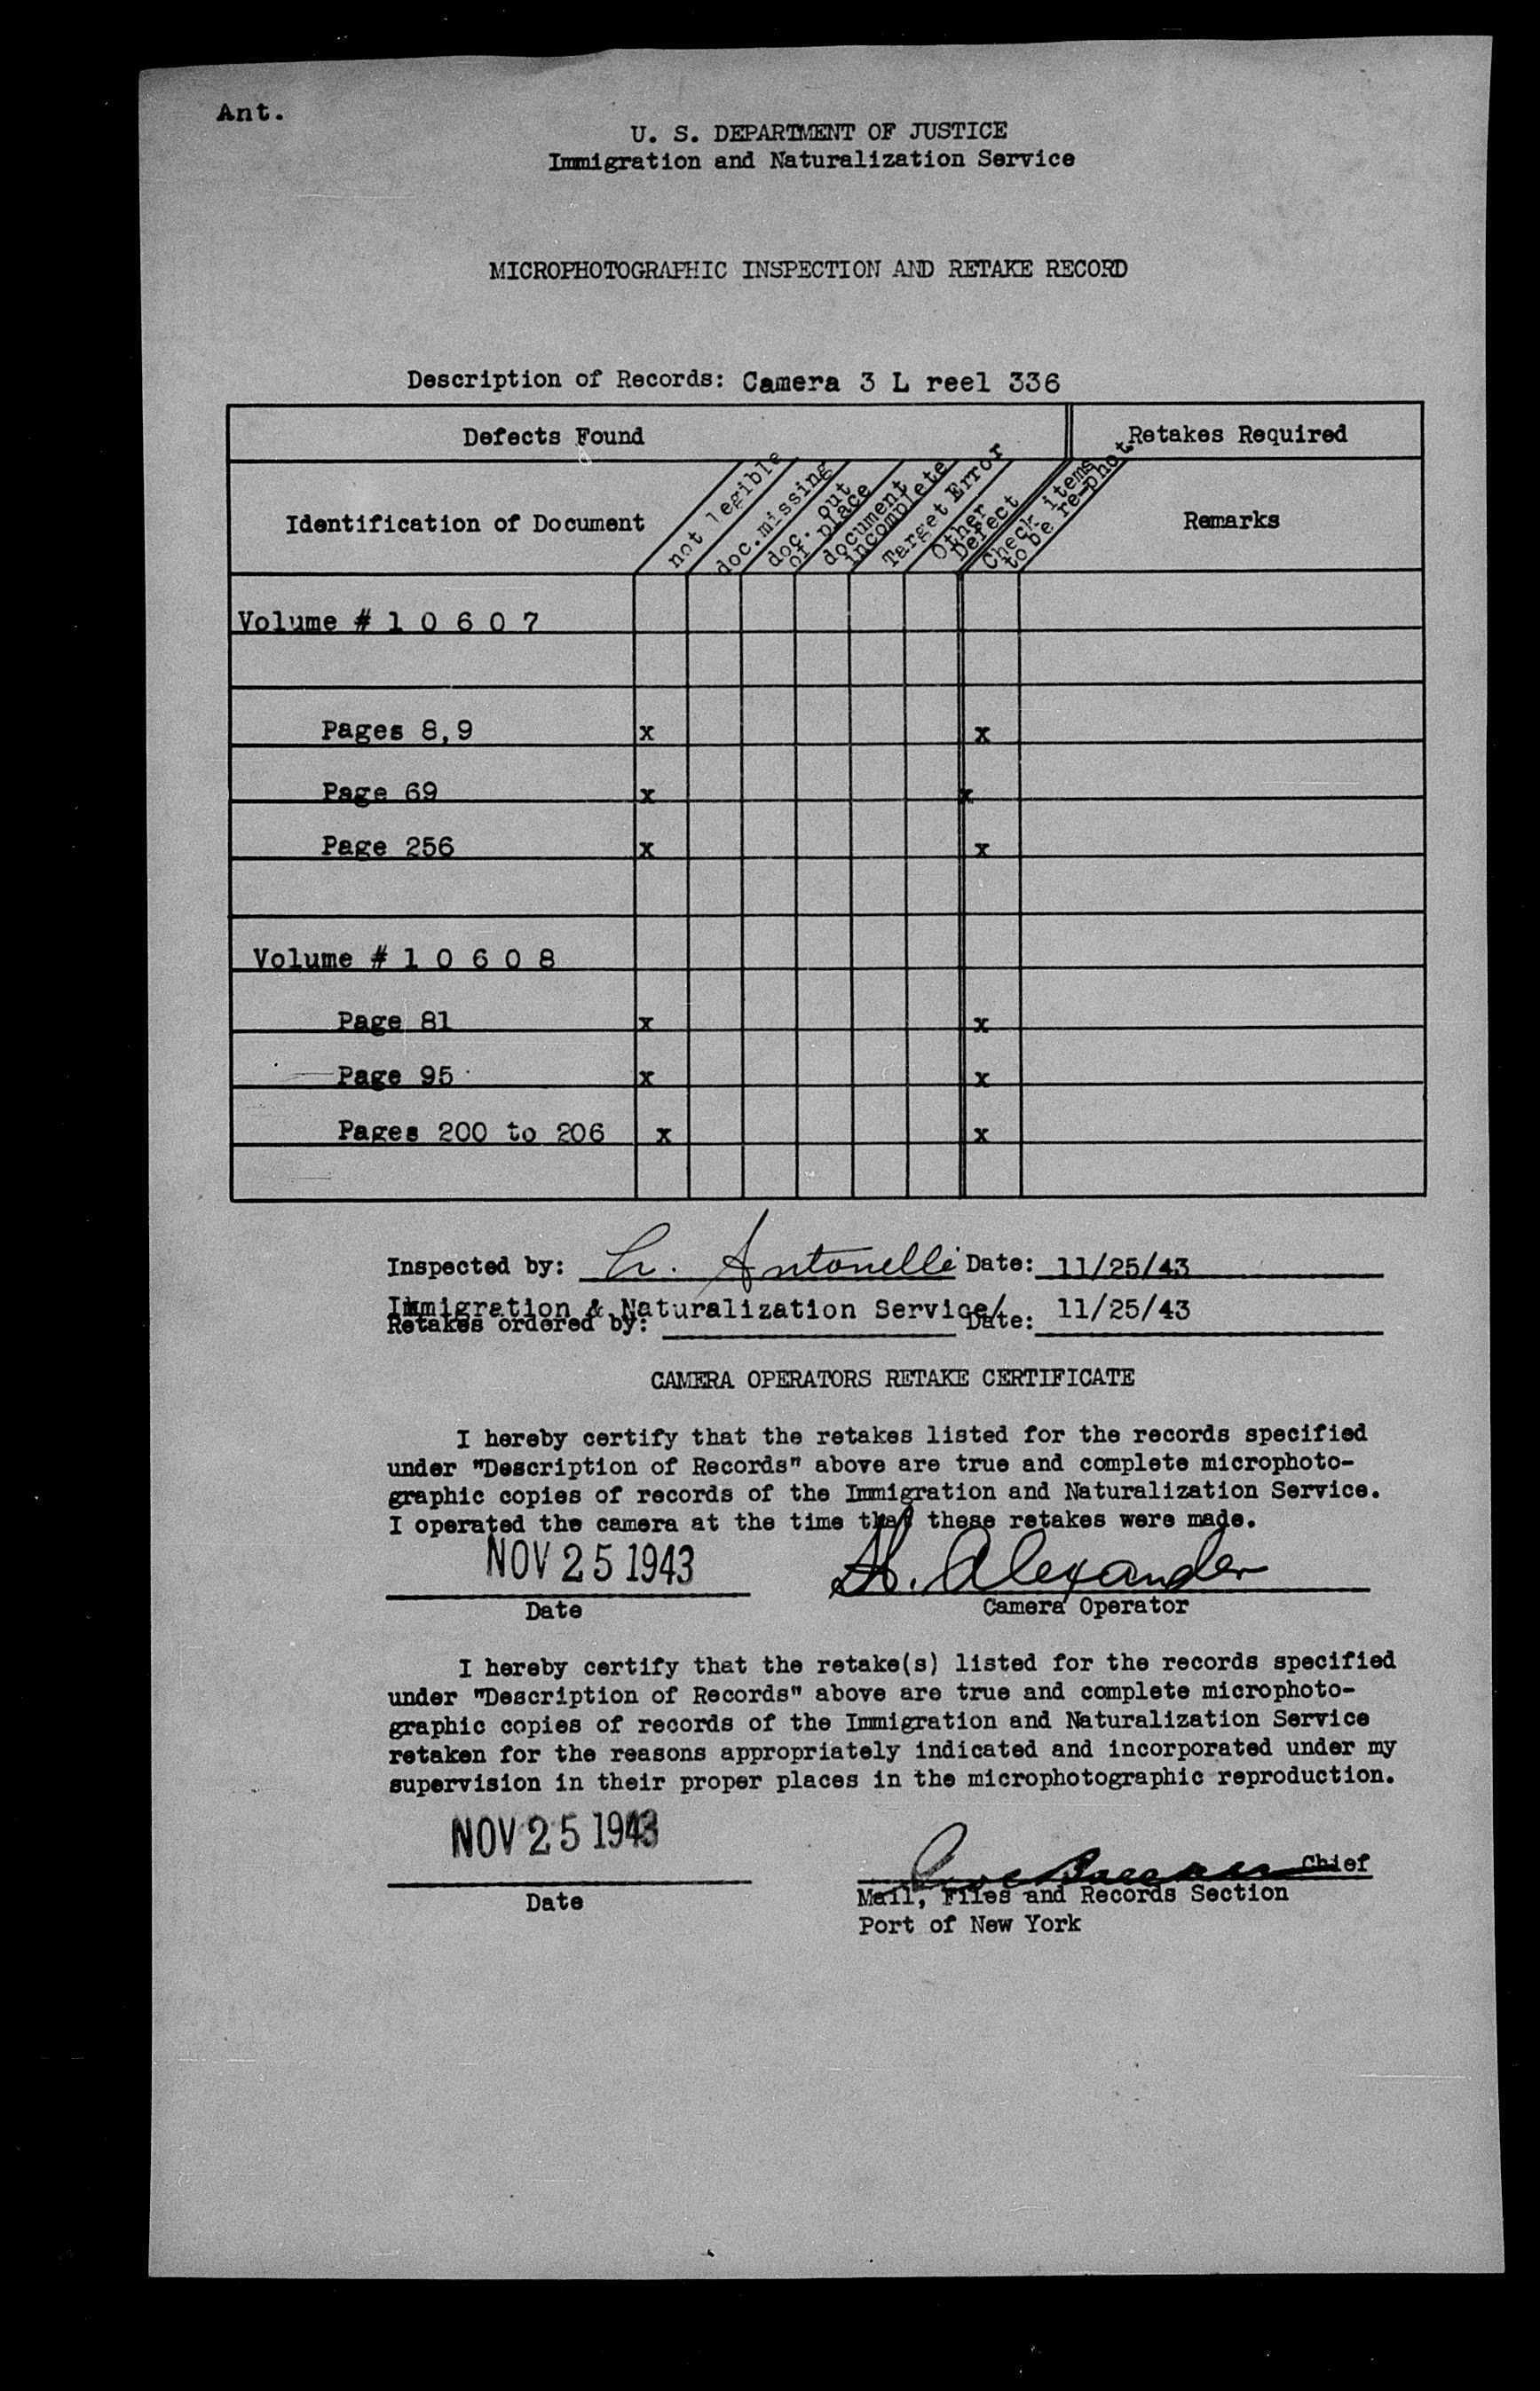 Ant.
U. S. DEPARTMENT OF JUSTICE
Immigration and Naturalization Service
MICROPHOTOGRAPHIC INSPECTION AND RETAKE RECORD
Description of Records: Camera 3 L reel 336
Defects Found
Retakes Required
Identification of Document
not legible
doc.missing
doc. out
of place
document
incomplete
Target Error
Other
Defect
Check items
to be re-phot.
Remarks
Volume # 1 0 6 0 7
Pages 8,9 x x
Page 69 x x
Page 256 x x
Volume # 1 0 6 0 8
Page 81 x x
Page 95 x x
Pages 200 to 206 x x
Inspected by: L. Antonelli Date: 11/25/43
Immigration & Naturalization Service/ 11/25/43
Retakes ordered by: Date:
CAMERA OPERATORS RETAKE CERTIFICATE
I hereby certify that the retakes listed for the records specified
under "Description of Records" above are true and complete microphoto-
graphic copies of records of the Immigration and Naturalization Service.
I operated the camera at the time that these retakes were made.
NOV 25 1943 H. Alexander
Date Camera Operator
I hereby certify that the retake(s) listed for the records specified
under "Description of Records" above are true and complete microphoto-
graphic copies of records of the Immigration and Naturalization Service
retaken for the reasons appropriately indicated and incorporated under my
supervision in their proper places in the microphotographic reproduction.
NOV 25 1943
Chief
Date Mail, Files and Records Section
Port of New York